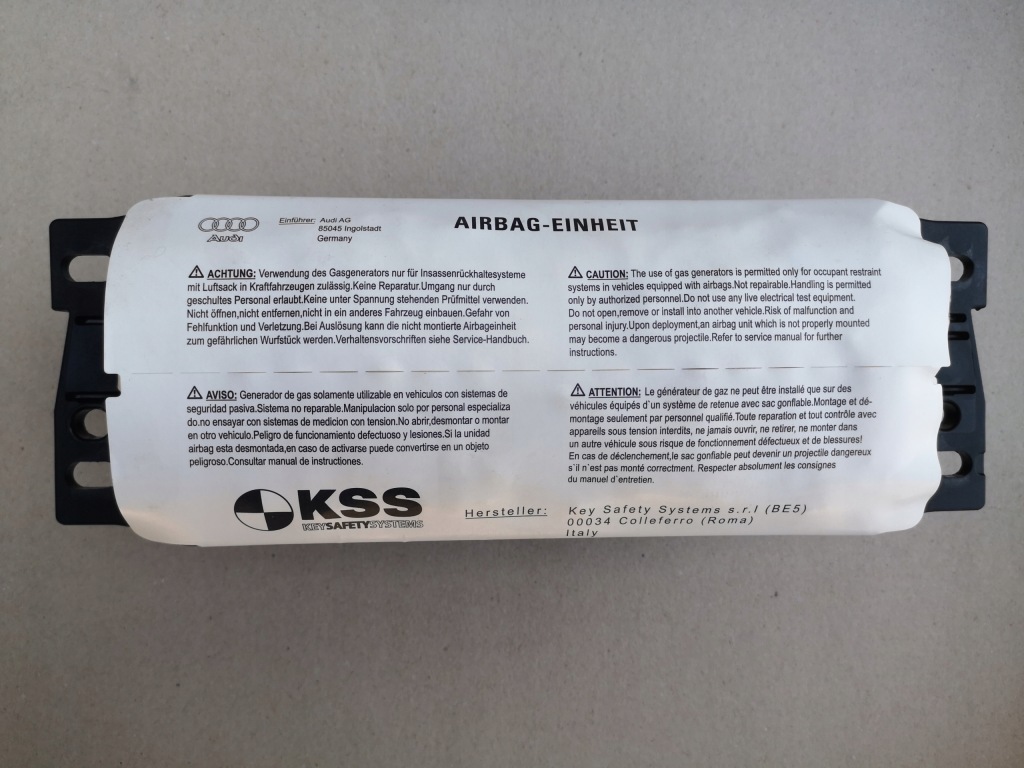 Audi
Einführer: Audi AG
85045 Ingolstadt
Germany
AIRBAG-EINHEIT
ACHTUNG: Verwendung des Gasgenerators nur für Insassenrückhaltesysteme
mit Luftsack in Kraftfahrzeugen zulässig.Keine Reparatur.Umgang nur durch
geschultes Personal erlaubt.Keine unter Spannung stehenden Prüfmittel verwenden.
Nicht öffnen,nicht entfernen,nicht in ein anderes Fahrzeug einbauen.Gefahr von
Fehlfunktion und Verletzung.Bei Auslösung kann die nicht montierte Airbageinheit
zum gefährlichen Wurfstück werden.Verhaltensvorschriften siehe Service-Handbuch.
CAUTION: The use of gas generators is permitted only for occupant restraint
systems in vehicles equipped with airbags.Not repairable.Handling is permitted
only by authorized personnel.Do not use any live electrical test equipment.
Do not open,remove or install into another vehicle.Risk of malfunction and
personal injury.Upon deployment,an airbag unit which is not properly mounted
may become a dangerous projectile.Refer to service manual for further
instructions.
AVISO: Generador de gas solamente utilizable en vehiculos con sistemas de
seguridad pasiva.Sistema no reparable.Manipulacion solo por personal especializa
do.no ensayar con sistemas de medicion con tension.No abrir,desmontar o montar
en otro vehiculo.Peligro de funcionamiento defectuoso y lesiones.Si la unidad
airbag esta desmontada,en caso de activarse puede convertirse en un objeto
peligroso.Consultar manual de instrucciones.
ATTENTION: Le générateur de gaz ne peut être installé que sur des
véhicules équipés d'un système de retenue avec sac gonflable.Montage et dé-
montage seulement par personnel qualifié.Toute reparation et tout contrôle avec
appareils sous tension interdits, ne jamais ouvrir, ne retirer, ne monter dans
un autre véhicule sous risque de fonctionnement défectueux et de blessures!
En cas de déclenchement,le sac gonflable peut devenir un projectile dangereux
s'il n'est pas monté correctment. Respecter absolument les consignes
du manuel d'entretien.
KSS
KEYSAFETYSYSTEMS
Hersteller: Key Safety Systems s.r.l (BE5)
00034 Colleferro (Roma)
Italy